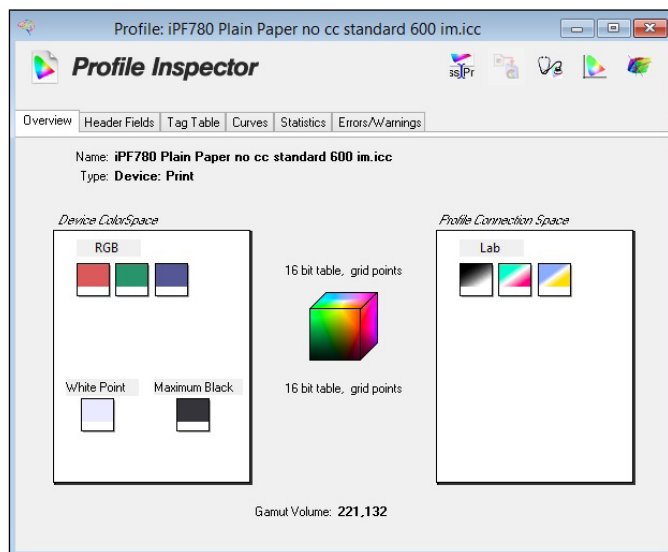 Profile: iPF780 Plain Paper no cc standard 600 im.icc
Profile Inspector
ss Pr
Overview Header Fields Tag Table Curves Statistics Errors/Warnings
Name: iPF780 Plain Paper no cc standard 600 im.icc
Type: Device: Print
Device ColorSpace
Profile Connection Space
RGB
Lab
16 bit table, grid points
16 bit table, grid points
White Point
Maximum Black
Gamut Volume: 221,132